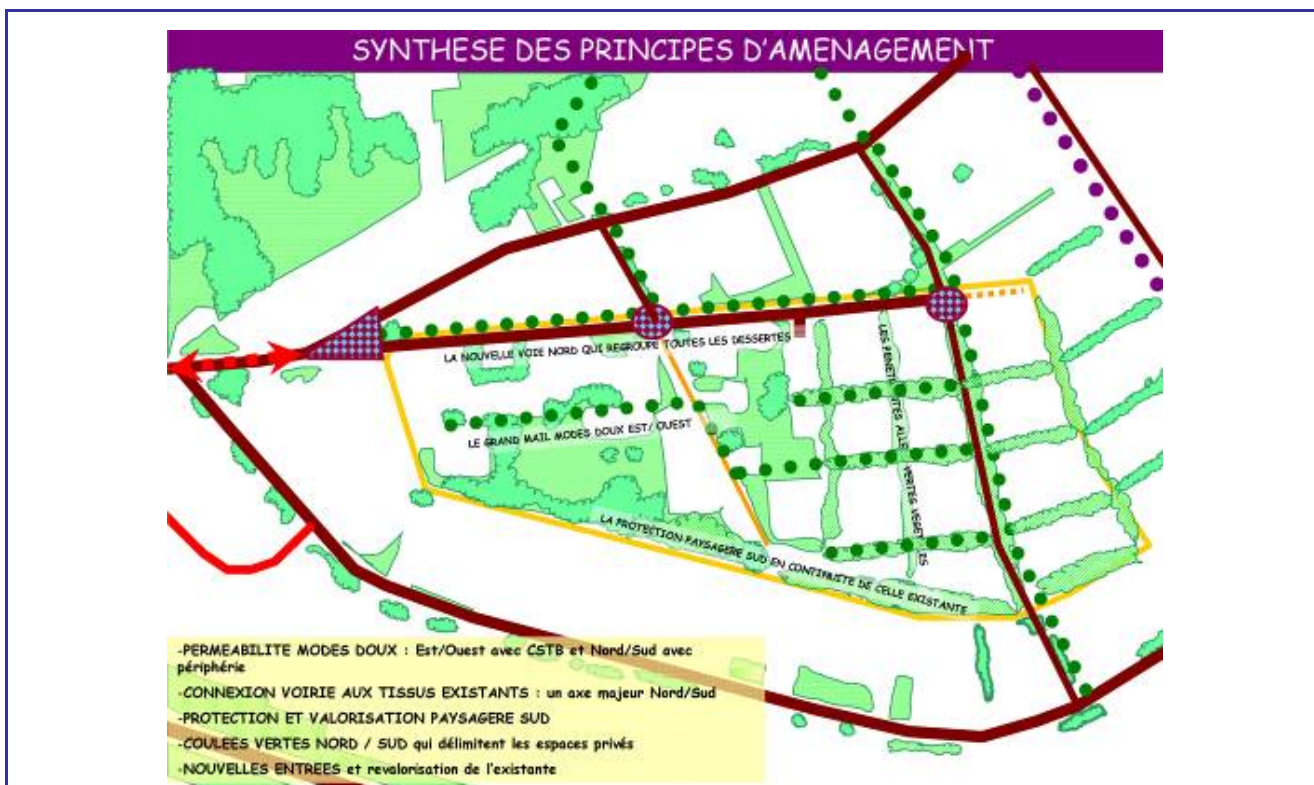 SYNTHESE DES PRINCIPES D'AMENAGEMENT
LA NOUVELLE VOIE NORD QUI REGROUPE TOUTES LES DESSERTES
LE GRAND MAIL MODES DOUX EST/ OUEST
LES PENETRANTES VERTES
LA PROTECTION PAYSAGERE SUD EN CONTINUITE DE CELLE EXISTANTE
-PERMEABILITE MODES DOUX : Est/Ouest avec CSTB et Nord/Sud avec
périphérie
-CONNEXION VOIRIE AUX TISSUS EXISTANTS : un axe majeur Nord/Sud
-PROTECTION ET VALORISATION PAYSAGERE SUD
-COULEES VERTES NORD / SUD qui délimitent les espaces privés
-NOUVELLES ENTREES et revalorisation de l'existante